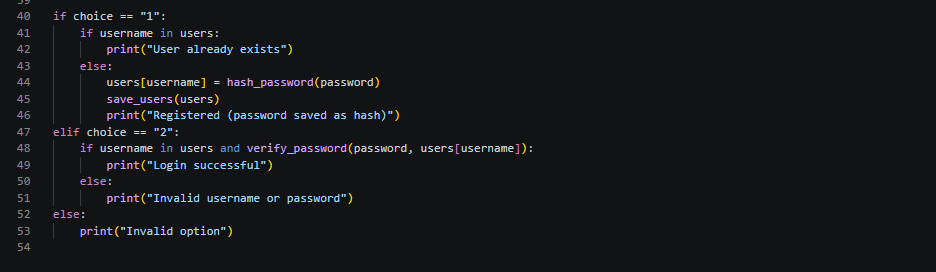 40 if choice == "1":
41     if username in users:
42         print("User already exists")
43     else:
44         users[username] = hash_password(password)
45         save_users(users)
46         print("Registered (password saved as hash)")
47 elif choice == "2":
48     if username in users and verify_password(password, users[username]):
49         print("Login successful")
50     else:
51         print("Invalid username or password")
52 else:
53     print("Invalid option")
54